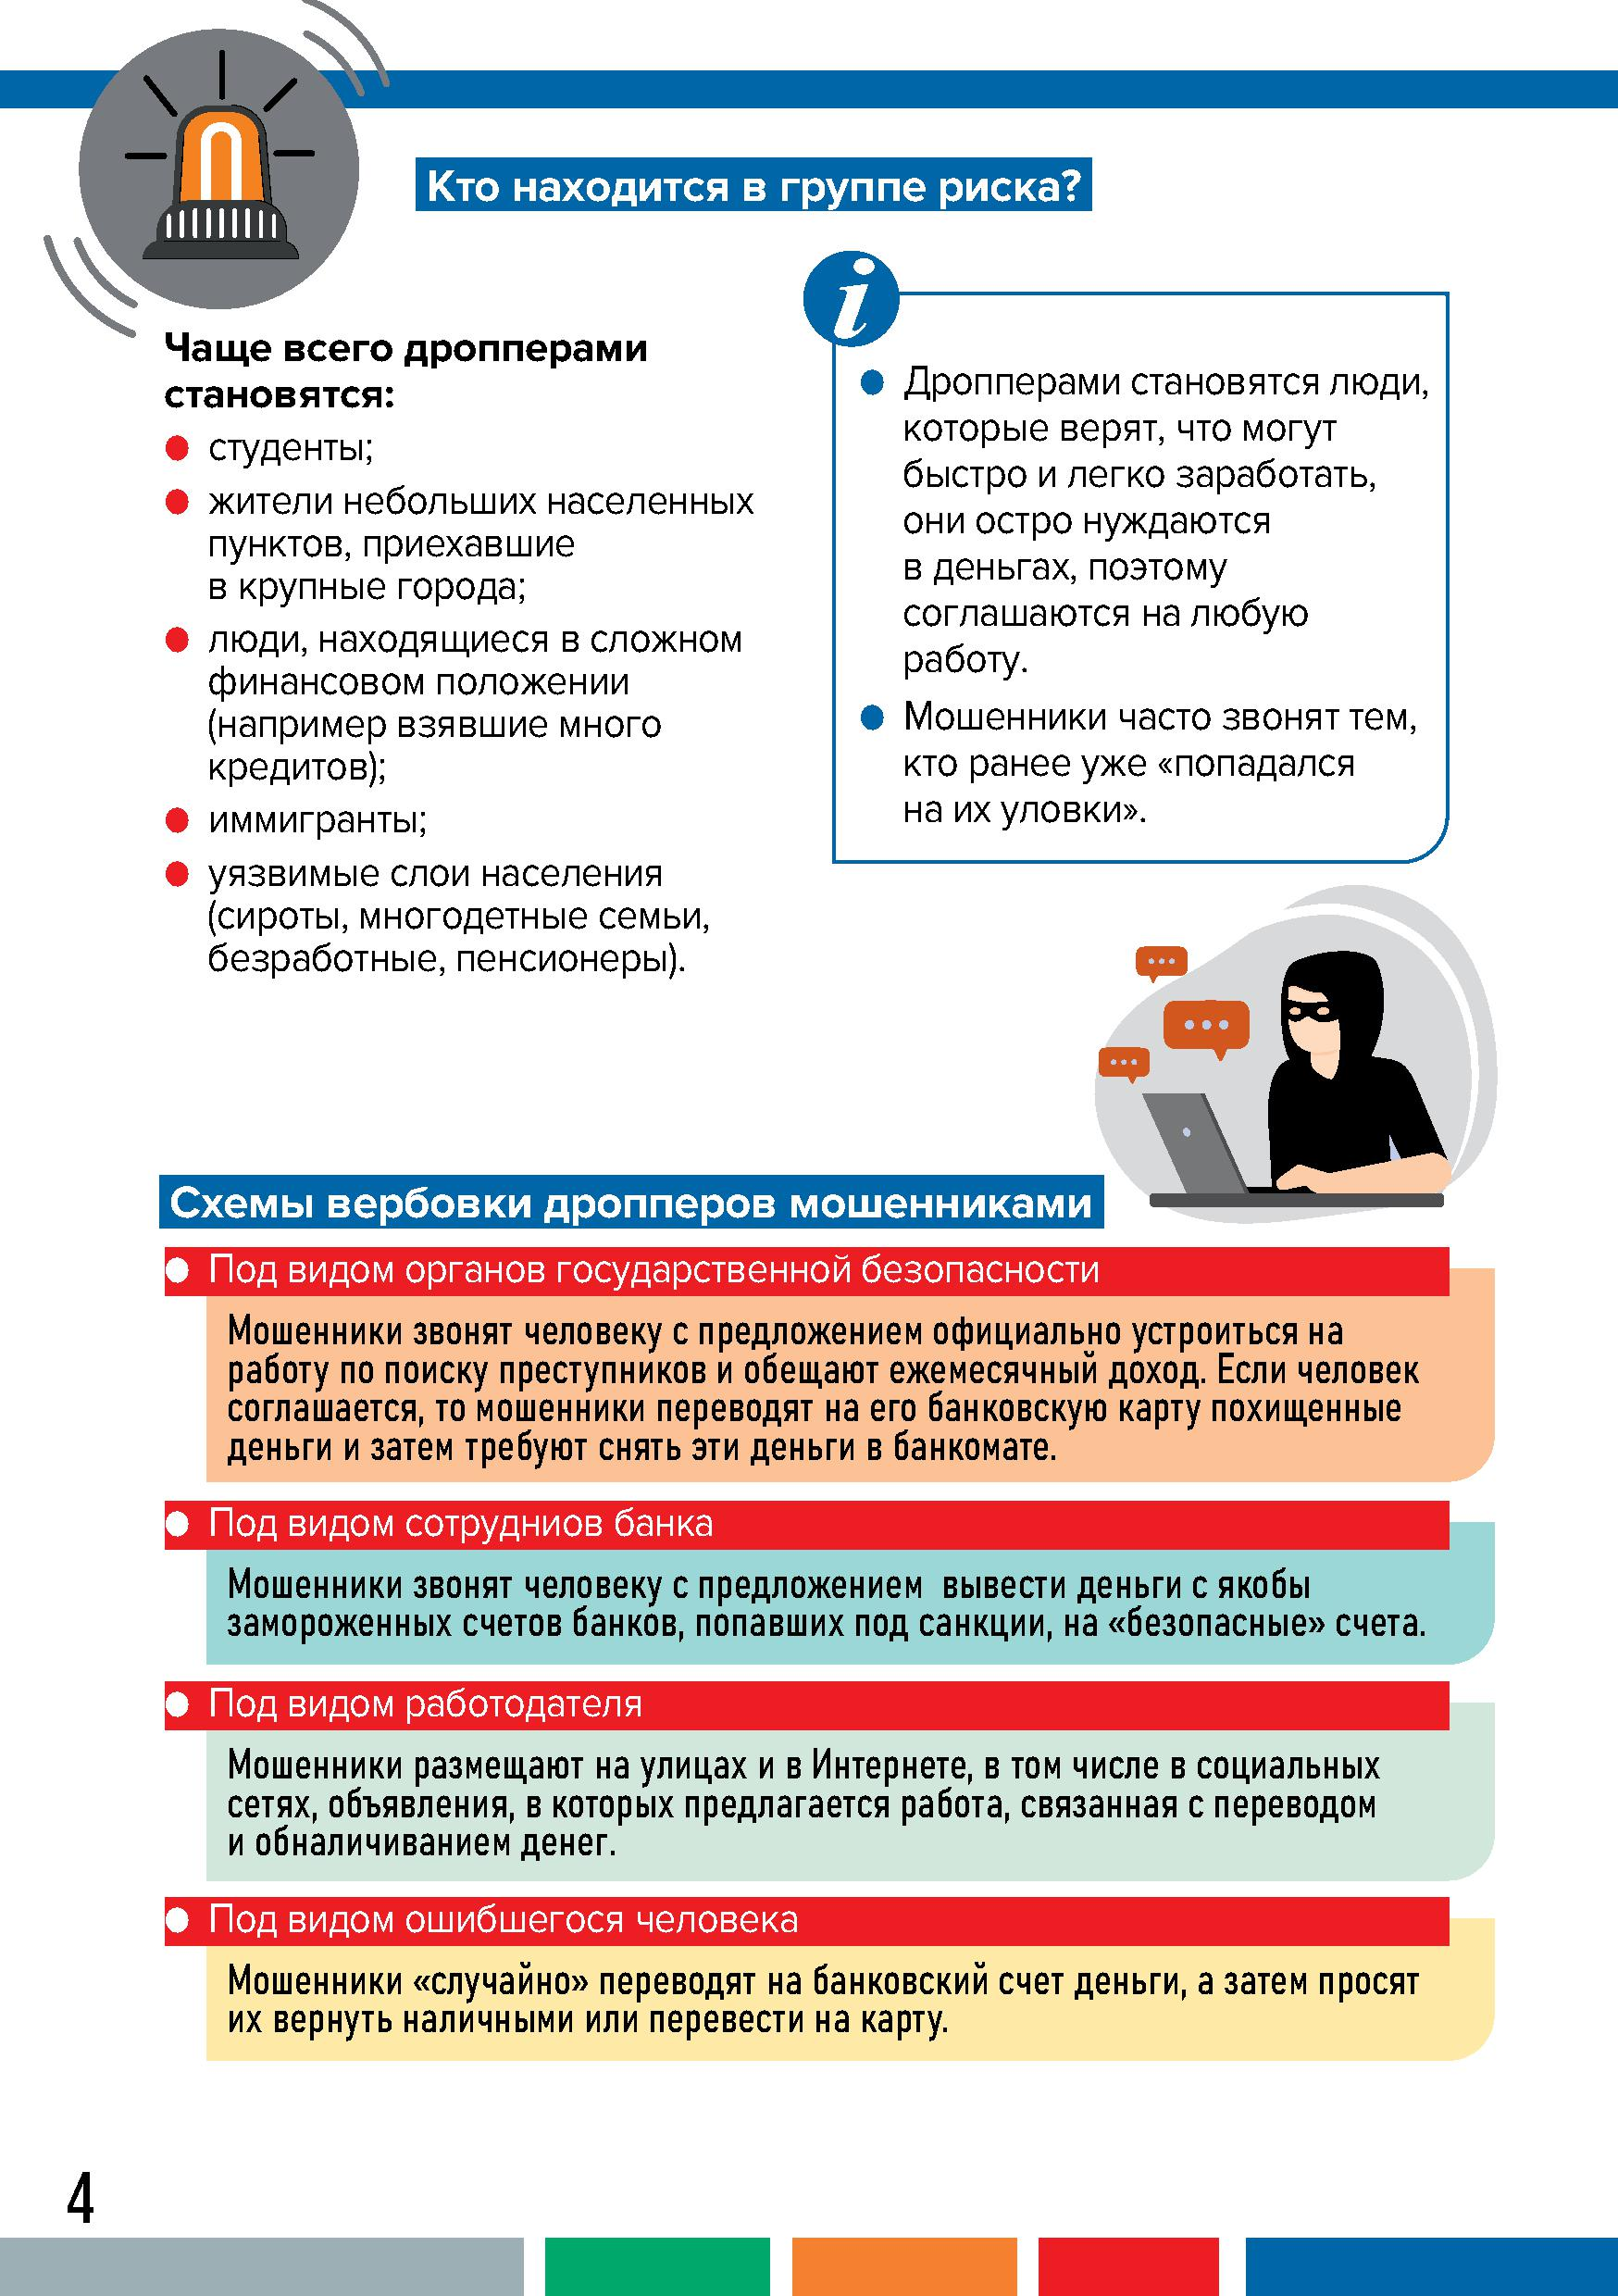 Кто находится в группе риска?
Чаще всего дропперами
становятся:
● студенты;
● жители небольших населенных
пунктов, приехавшие
в крупные города;
● люди, находящиеся в сложном
финансовом положении
(например взявшие много
кредитов);
● иммигранты;
● уязвимые слои населения
(сироты, многодетные семьи,
безработные, пенсионеры).
i
● Дропперами становятся люди,
которые верят, что могут
быстро и легко заработать,
они остро нуждаются
в деньгах, поэтому
соглашаются на любую
работу.
● Мошенники часто звонят тем,
кто ранее уже «попадался
на их уловки».
Схемы вербовки дропперов мошенниками
● Под видом органов государственной безопасности
Мошенники звонят человеку с предложением официально устроиться на
работу по поиску преступников и обещают ежемесячный доход. Если человек
соглашается, то мошенники переводят на его банковскую карту похищенные
деньги и затем требуют снять эти деньги в банкомате.
● Под видом сотрудниов банка
Мошенники звонят человеку с предложением вывести деньги с якобы
замороженных счетов банков, попавших под санкции, на «безопасные» счета.
● Под видом работодателя
Мошенники размещают на улицах и в Интернете, в том числе в социальных
сетях, объявления, в которых предлагается работа, связанная с переводом
и обналичиванием денег.
● Под видом ошибшегося человека
Мошенники «случайно» переводят на банковский счет деньги, а затем просят
их вернуть наличными или перевести на карту.
4